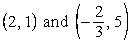 (2, 1) and (-2/3, 5)